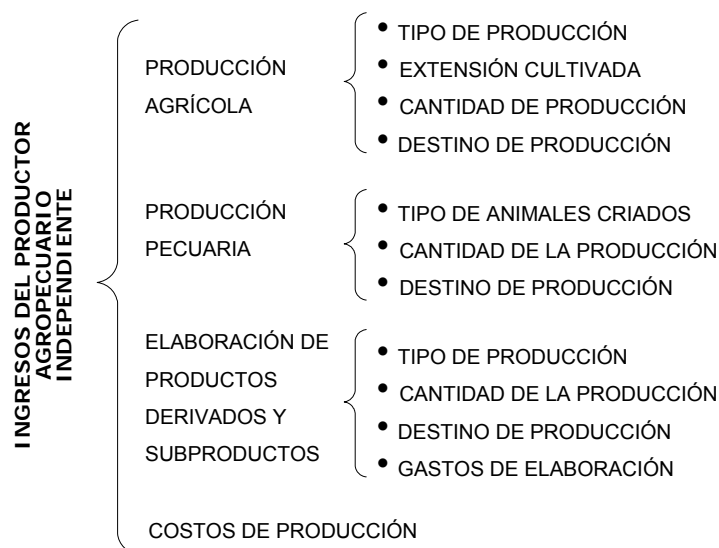 INGRESOS DEL PRODUCTOR
AGROPECUARIO
INDEPENDIENTE
PRODUCCIÓN
AGRÍCOLA
• TIPO DE PRODUCCIÓN
• EXTENSIÓN CULTIVADA
• CANTIDAD DE PRODUCCIÓN
• DESTINO DE PRODUCCIÓN
PRODUCCIÓN
PECUARIA
• TIPO DE ANIMALES CRIADOS
• CANTIDAD DE LA PRODUCCIÓN
• DESTINO DE PRODUCCIÓN
ELABORACIÓN DE
PRODUCTOS
DERIVADOS Y
SUBPRODUCTOS
• TIPO DE PRODUCCIÓN
• CANTIDAD DE LA PRODUCCIÓN
• DESTINO DE PRODUCCIÓN
• GASTOS DE ELABORACIÓN
COSTOS DE PRODUCCIÓN